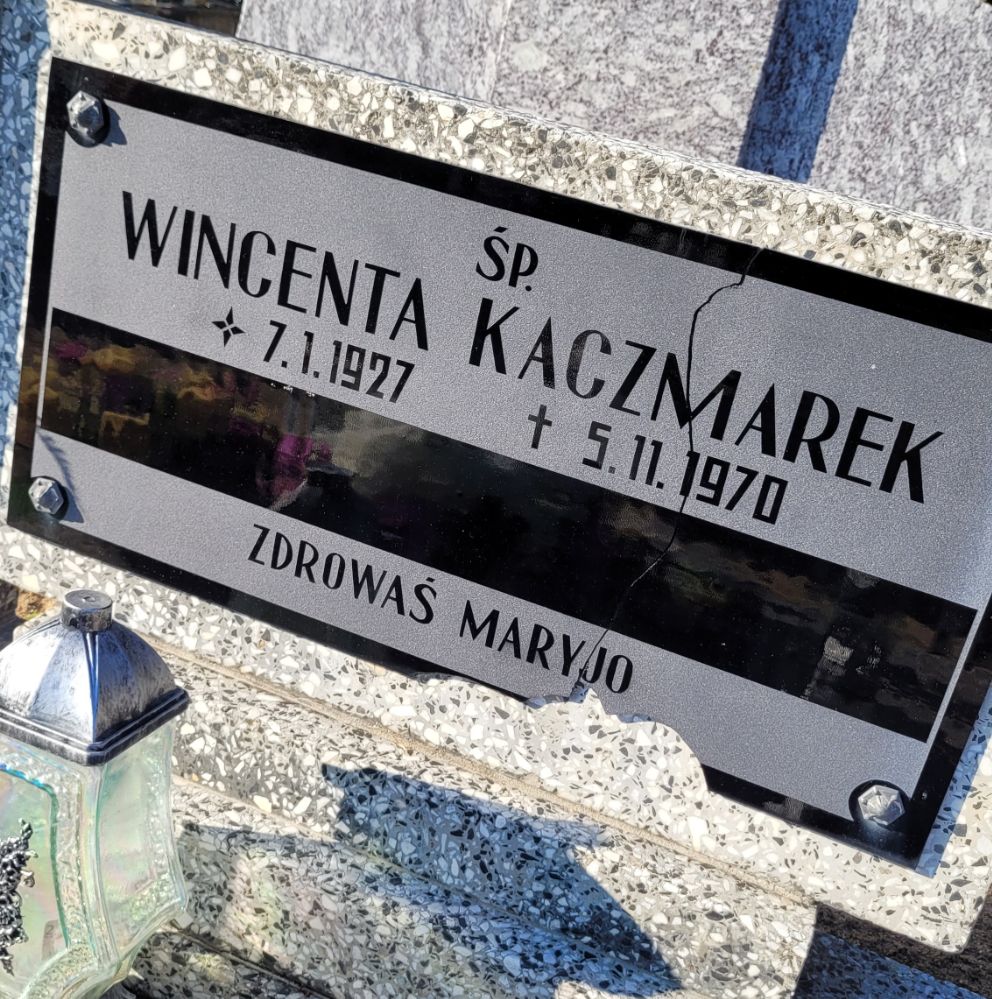 ŚP.
WINCENTA KACZMAREK
7.1.1927 † 5.11.1970
ZDROWAŚ MARYJO